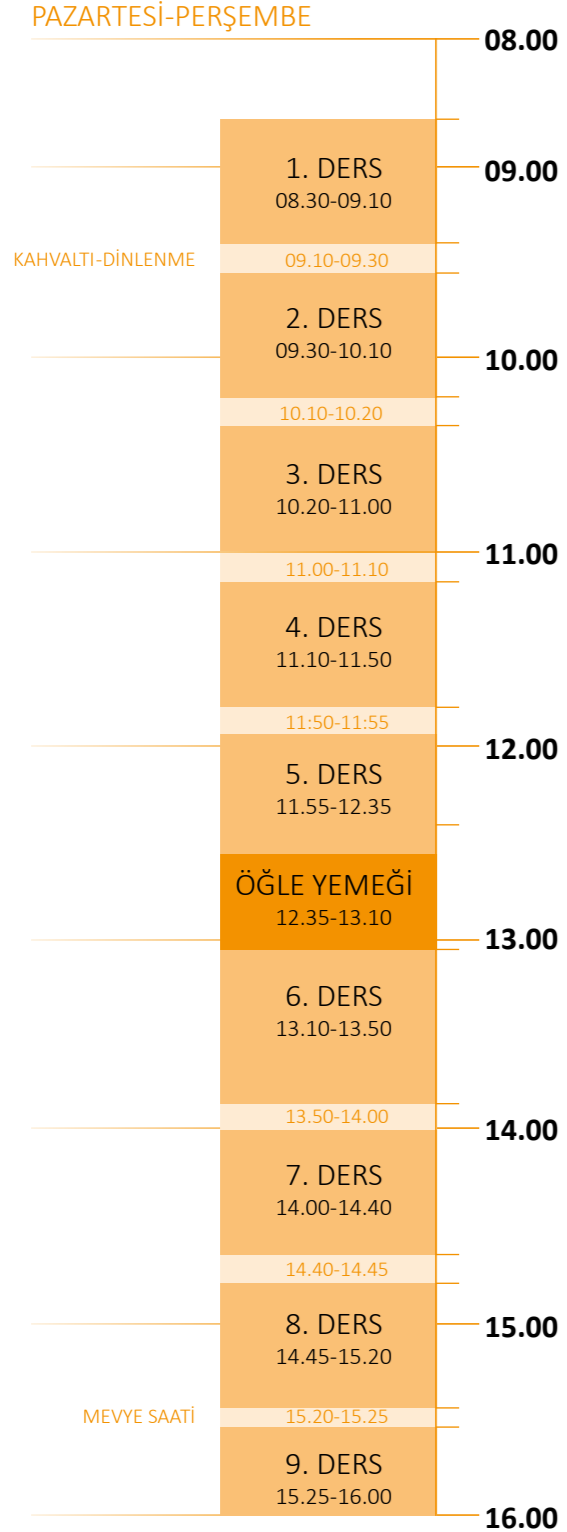 PAZARTESİ-PERŞEMBE
08.00
1. DERS
08.30-09.10
09.00
KAHVALTI-DİNLENME
09.10-09.30
2. DERS
09.30-10.10
10.00
10.10-10.20
3. DERS
10.20-11.00
11.00
11.00-11.10
4. DERS
11.10-11.50
11:50-11:55
12.00
5. DERS
11.55-12.35
ÖĞLE YEMEĞİ
12.35-13.10
13.00
6. DERS
13.10-13.50
13.50-14.00
14.00
7. DERS
14.00-14.40
14.40-14.45
8. DERS
14.45-15.20
15.00
MEVYE SAATİ
15.20-15.25
9. DERS
15.25-16.00
16.00